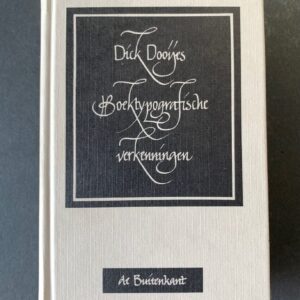 Dick Dooijes
Boektypografische
verkenningen
De Buitenkant